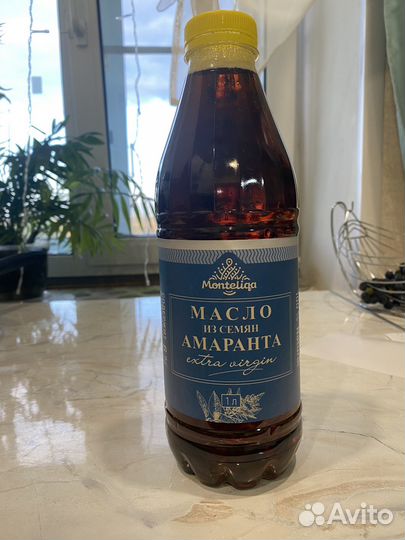 Monteliqa
МАСЛО
ИЗ СЕМЯН
АМАРАНТА
extra virgin
1 л
Avito